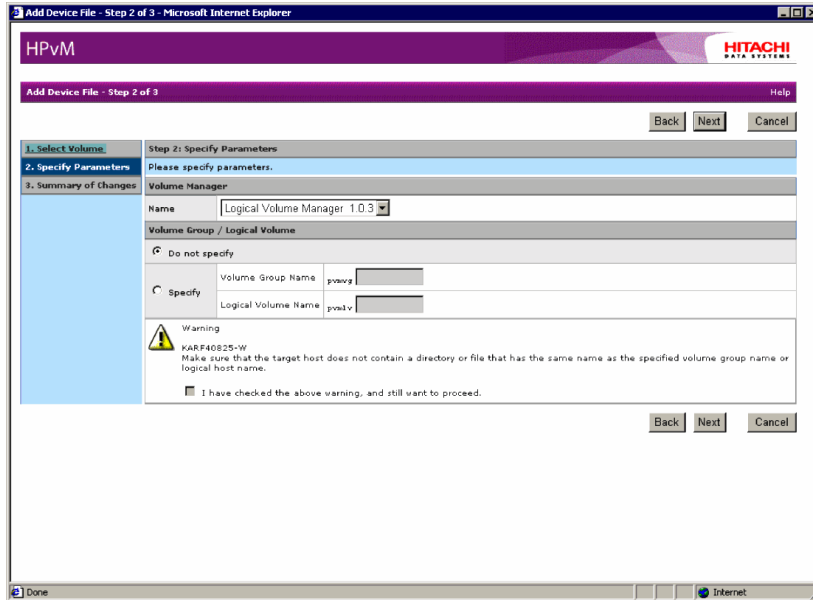 Add Device File - Step 2 of 3 - Microsoft Internet Explorer
HPvM
HITACHI
DATA SYSTEMS
Add Device File - Step 2 of 3
Help
Back Next Cancel
1. Select Volume
2. Specify Parameters
3. Summary of Changes
Step 2: Specify Parameters
Please specify parameters.
Volume Manager
Name Logical Volume Manager 1.0.3
Volume Group / Logical Volume
Do not specify
Specify
Volume Group Name pvmvg
Logical Volume Name pvmlv
Warning
KARF40825-W
Make sure that the target host does not contain a directory or file that has the same name as the specified volume group name or
logical host name.
I have checked the above warning, and still want to proceed.
Back Next Cancel
Done
Internet